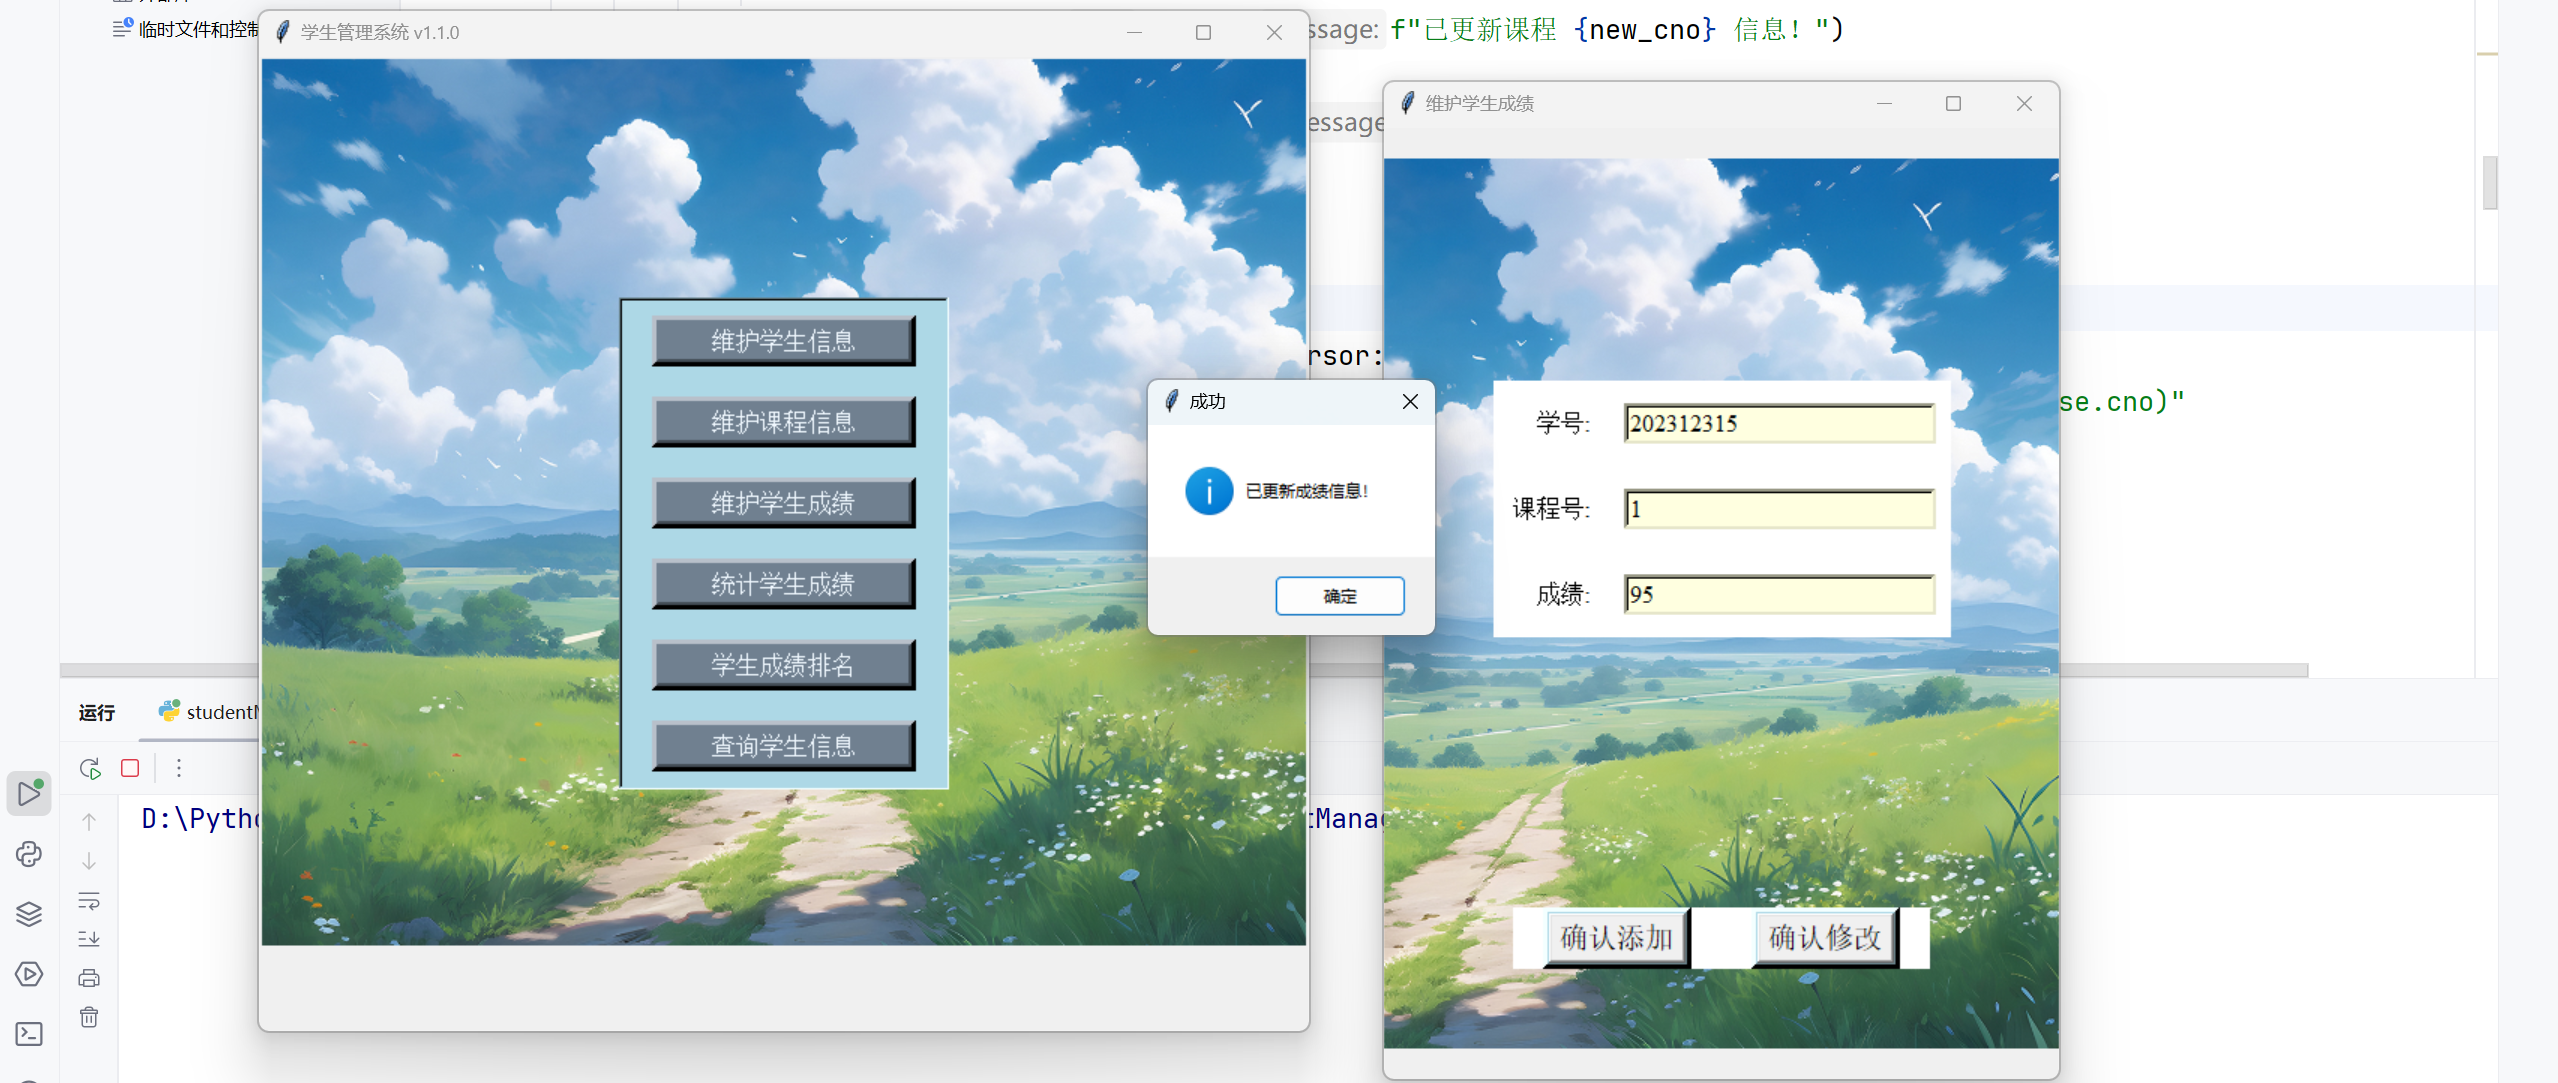 临时文件和控制
学生管理系统 v1.1.0
ssage: f"已更新课程 {new_cno} 信息！")
维护学生成绩
essage
维护学生信息
rsor:
成功
se.cno)"
维护课程信息
学号:
202312315
已更新成绩信息!
维护学生成绩
课程号:
1
统计学生成绩
确定
成绩:
95
学生成绩排名
运行
student
查询学生信息
D:\Pyth
tManag
确认添加
确认修改